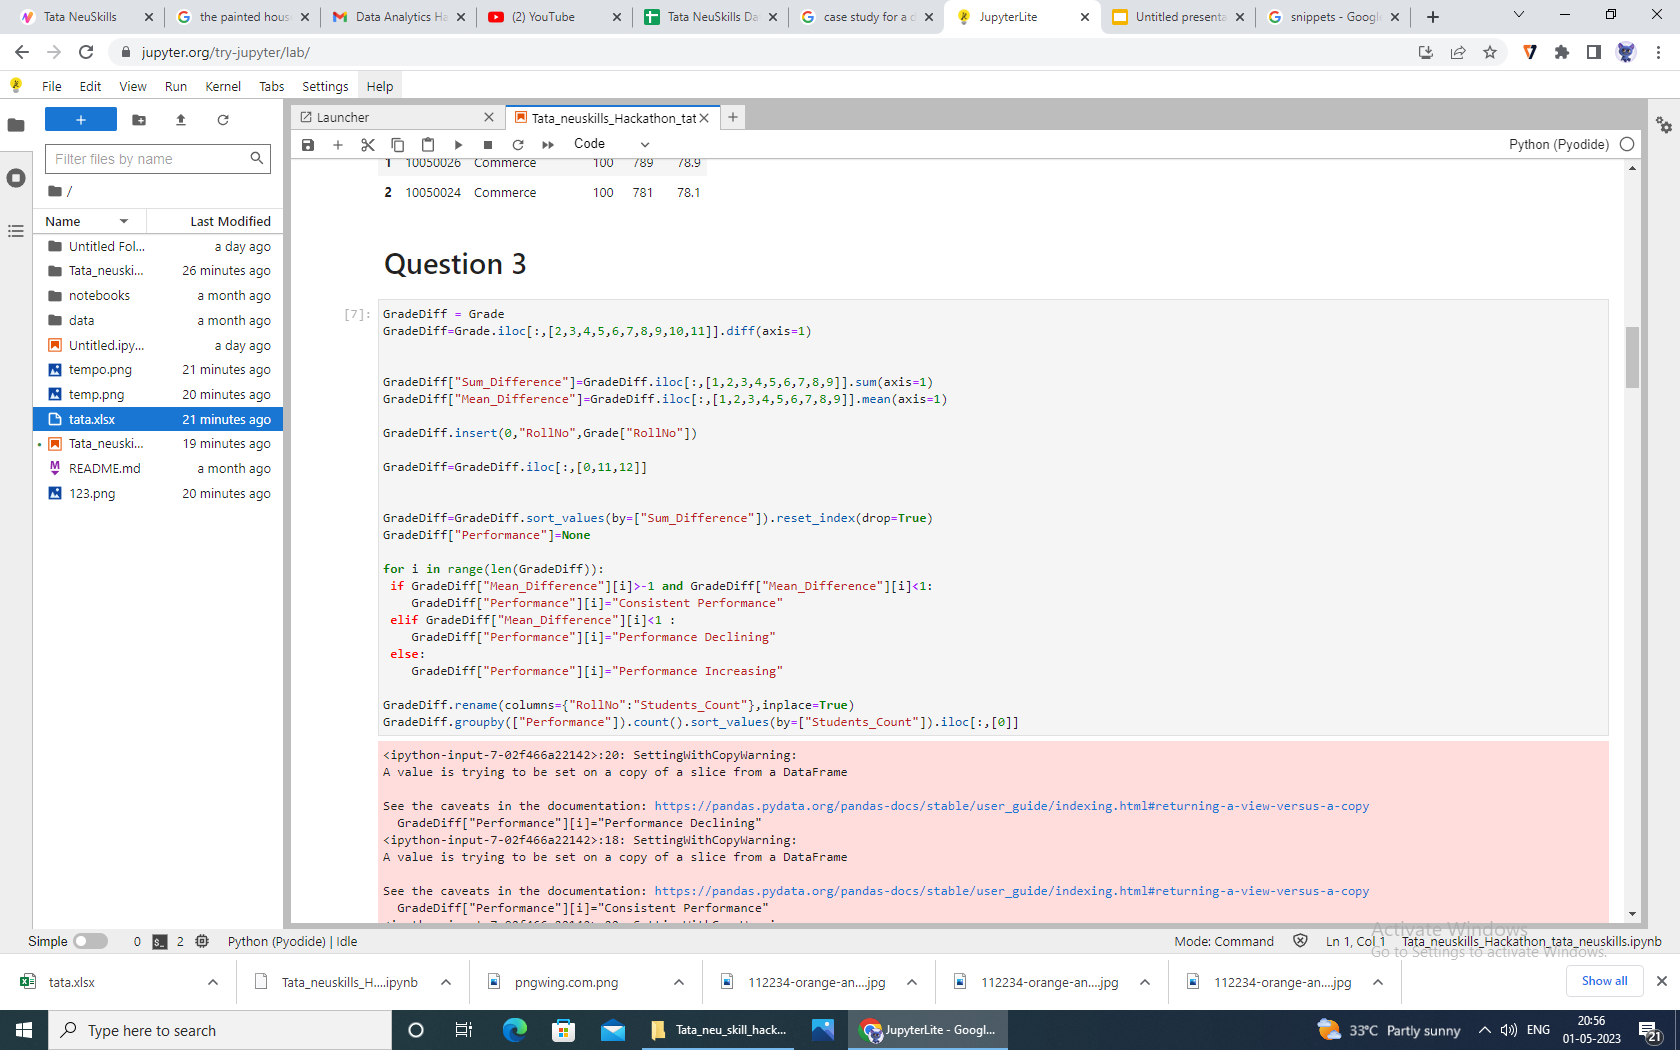 Tata NeuSkills
the painted hous
Data Analytics Ha
(2) YouTube
Tata NeuSkills Da
case study for a c
JupyterLite
Untitled presenta
snippets - Googl
jupyter.org/try-jupyter/lab/
File Edit View Run Kernel Tabs Settings Help
Launcher
Tata_neuskills_Hackathon_tat
Filter files by name
Code
Python (Pyodide)
/
Name Last Modified
Untitled Fol... a day ago
Tata_neuski... 26 minutes ago
notebooks a month ago
data a month ago
Untitled.ipy... a day ago
tempo.png 21 minutes ago
temp.png 20 minutes ago
tata.xlsx 21 minutes ago
Tata_neuski... 19 minutes ago
README.md a month ago
123.png 20 minutes ago
1 10050026 Commerce 100 789 78.9
2 10050024 Commerce 100 781 78.1
Question 3
[7]:
GradeDiff = Grade
GradeDiff=Grade.iloc[:,[2,3,4,5,6,7,8,9,10,11]].diff(axis=1)
GradeDiff["Sum_Difference"]=GradeDiff.iloc[:,[1,2,3,4,5,6,7,8,9]].sum(axis=1)
GradeDiff["Mean_Difference"]=GradeDiff.iloc[:,[1,2,3,4,5,6,7,8,9]].mean(axis=1)
GradeDiff.insert(0,"RollNo",Grade["RollNo"])
GradeDiff=GradeDiff.iloc[:,[0,11,12]]
GradeDiff=GradeDiff.sort_values(by=["Sum_Difference"]).reset_index(drop=True)
GradeDiff["Performance"]=None
for i in range(len(GradeDiff)):
if GradeDiff["Mean_Difference"][i]>-1 and GradeDiff["Mean_Difference"][i]<1:
GradeDiff["Performance"][i]="Consistent Performance"
elif GradeDiff["Mean_Difference"][i]<1 :
GradeDiff["Performance"][i]="Performance Declining"
else:
GradeDiff["Performance"][i]="Performance Increasing"
GradeDiff.rename(columns={"RollNo":"Students_Count"},inplace=True)
GradeDiff.groupby(["Performance"]).count().sort_values(by=["Students_Count"]).iloc[:,[0]]
<ipython-input-7-02f466a22142>:20: SettingWithCopyWarning:
A value is trying to be set on a copy of a slice from a DataFrame
See the caveats in the documentation: https://pandas.pydata.org/pandas-docs/stable/user_guide/indexing.html#returning-a-view-versus-a-copy
GradeDiff["Performance"][i]="Performance Declining"
<ipython-input-7-02f466a22142>:18: SettingWithCopyWarning:
A value is trying to be set on a copy of a slice from a DataFrame
See the caveats in the documentation: https://pandas.pydata.org/pandas-docs/stable/user_guide/indexing.html#returning-a-view-versus-a-copy
GradeDiff["Performance"][i]="Consistent Performance"
Activate Windows
Go to Settings to activate Windows.
Simple 0 2 Python (Pyodide) | Idle Mode: Command Ln 1, Col 1 Tata_neuskills_Hackathon_tata_neuskills.ipynb
tata.xlsx
Tata_neuskills_H....ipynb
pngwing.com.png
112234-orange-an....jpg
112234-orange-an....jpg
112234-orange-an....jpg
Show all
Type here to search
Tata_neu_skill_hack...
JupyterLite - Googl...
33°C Partly sunny
ENG
20:56
01-05-2023
21